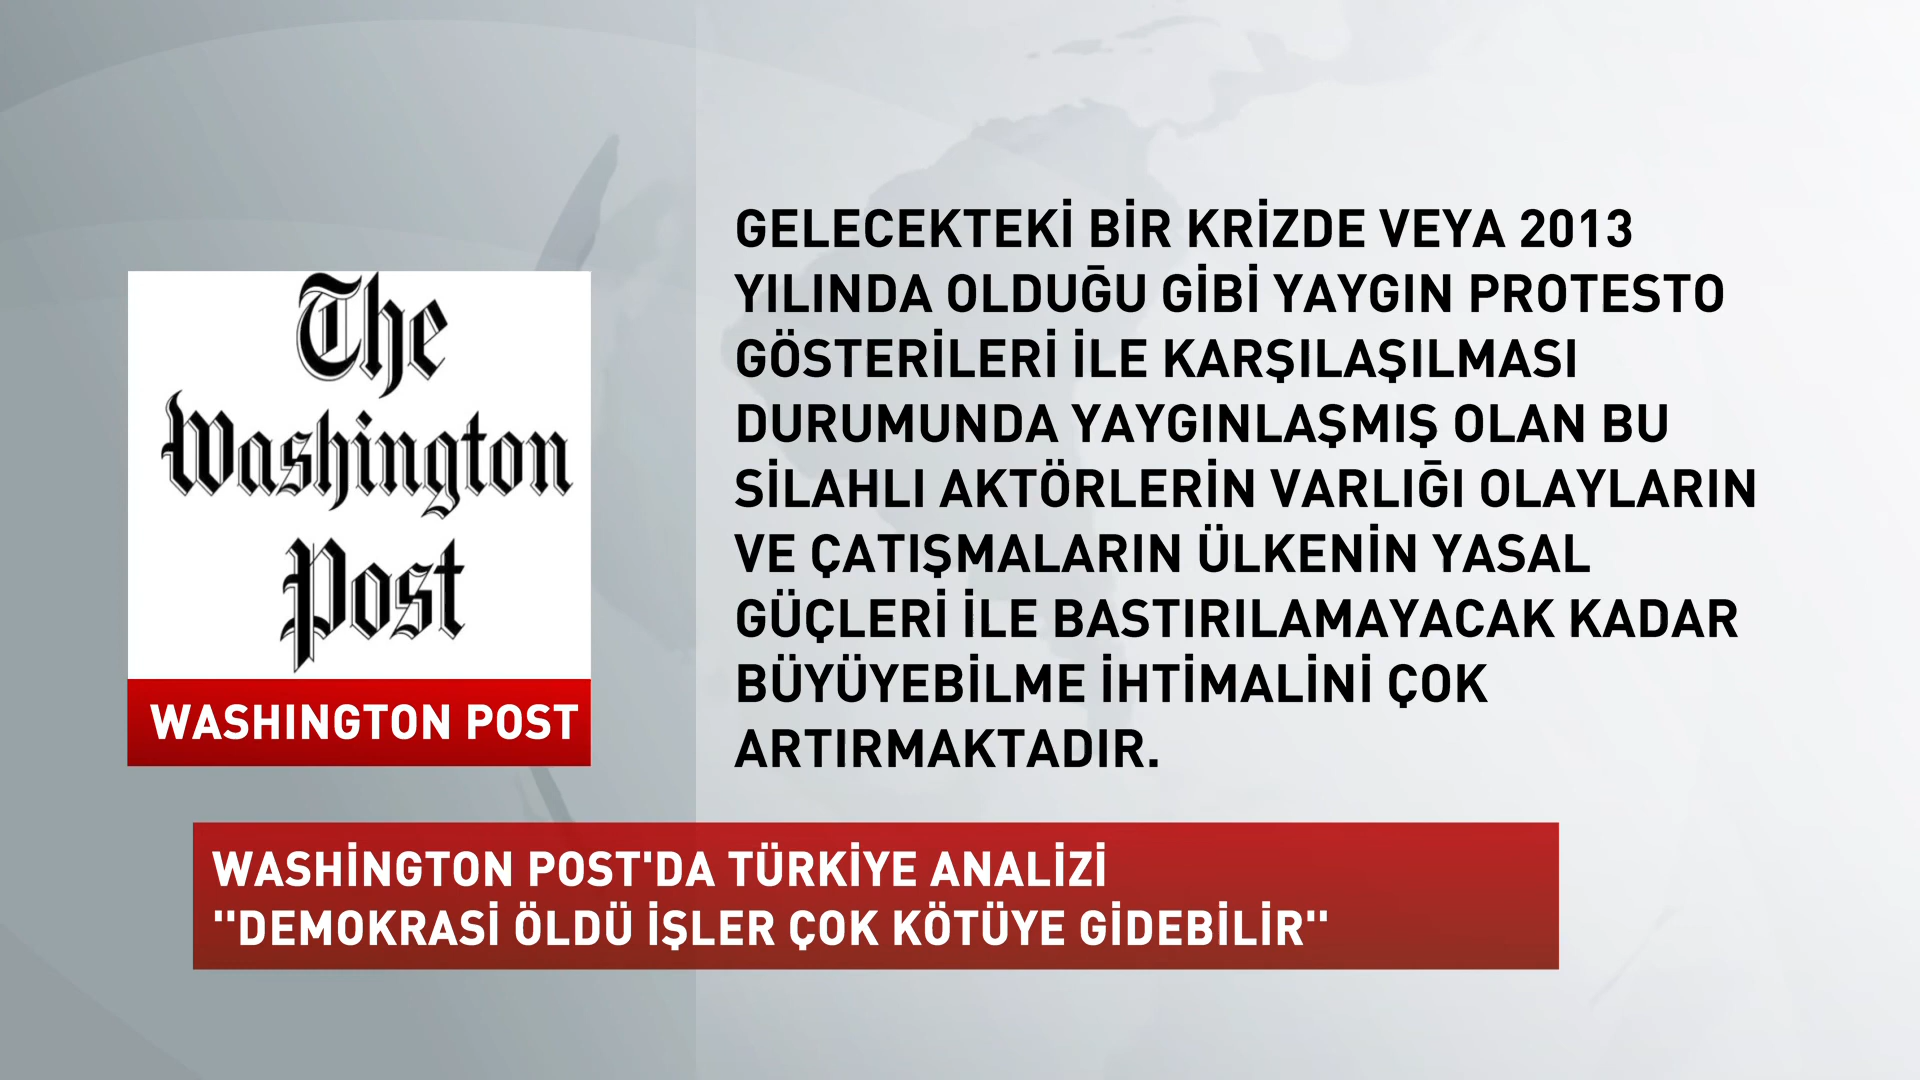 The
Washington
Post
WASHINGTON POST
GELECEKTEKİ BİR KRİZDE VEYA 2013
YILINDA OLDUĞU GİBİ YAYGIN PROTESTO
GÖSTERİLERİ İLE KARŞILAŞILMASI
DURUMUNDA YAYGINLAŞMIŞ OLAN BU
SİLAHLI AKTÖRLERİN VARLIĞI OLAYLARIN
VE ÇATIŞMALARIN ÜLKENİN YASAL
GÜÇLERİ İLE BASTIRILAMAYACAK KADAR
BÜYÜYEBİLME İHTİMALİNİ ÇOK
ARTIRMAKTADIR.
WASHİNGTON POST'DA TÜRKİYE ANALİZİ
"DEMOKRASİ ÖLDÜ İŞLER ÇOK KÖTÜYE GİDEBİLİR"